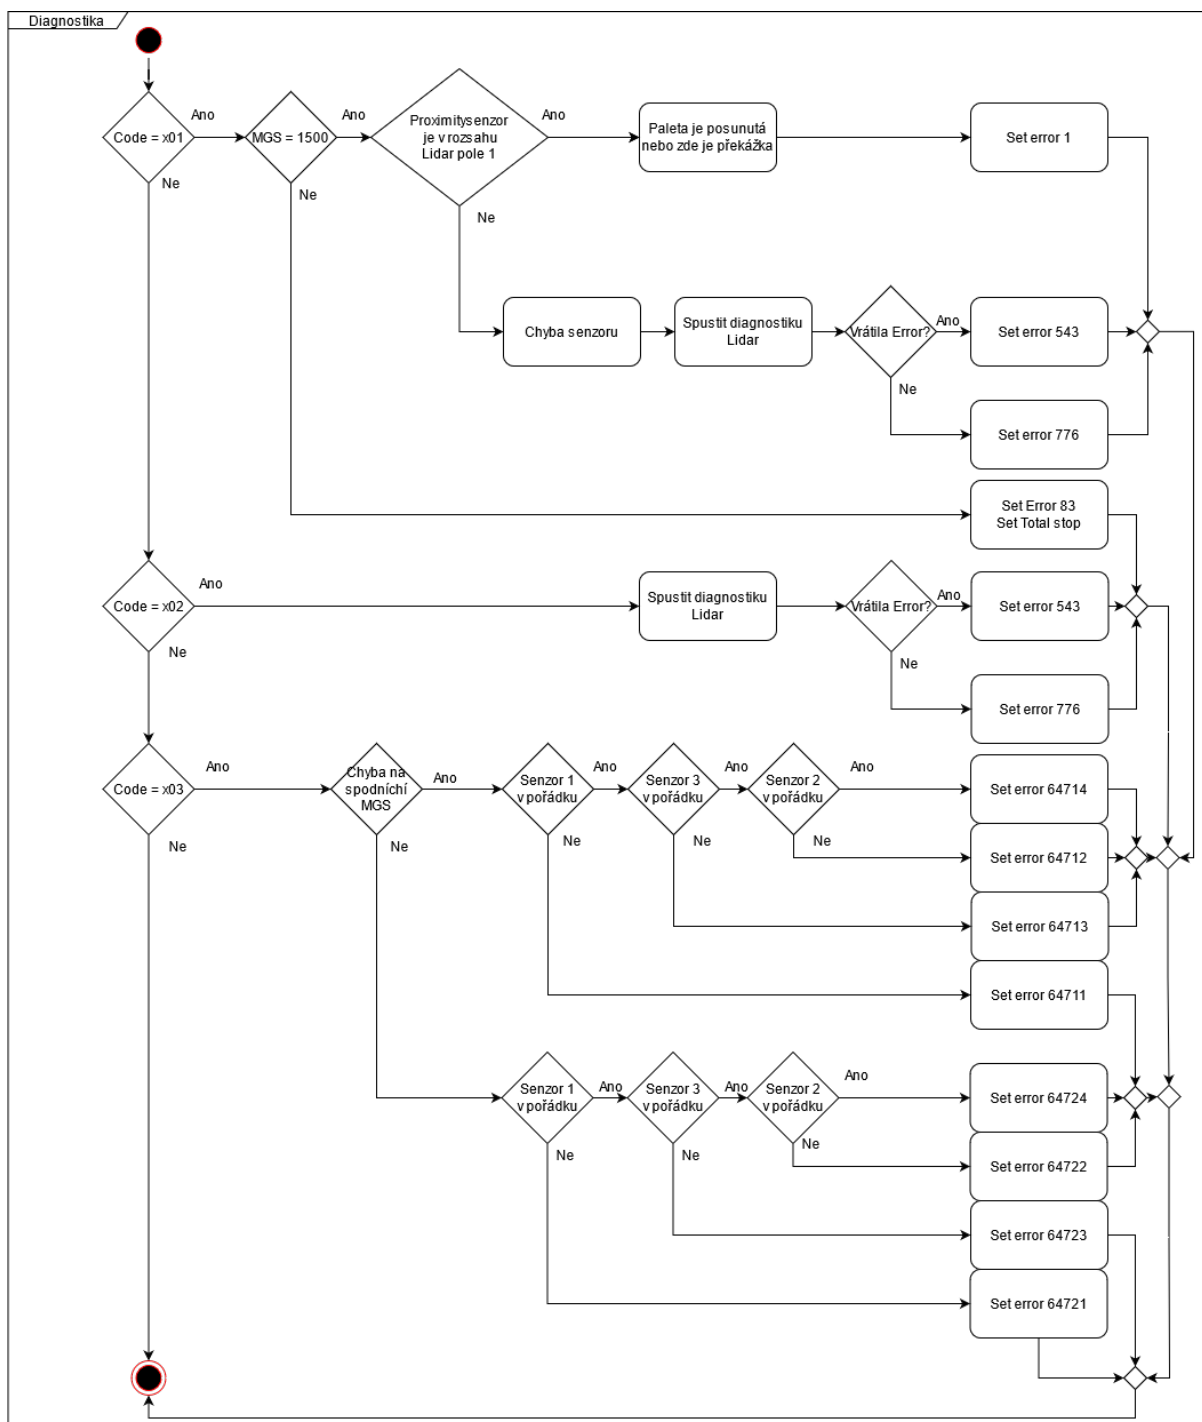 Diagnostika
Code = x01
Ano
Ne
MGS = 1500
Ano
Ne
Proximitysenzor
je v rozsahu
Lidar pole 1
Ano
Ne
Paleta je posunutá
nebo zde je překážka
Set error 1
Chyba senzoru
Spustit diagnostiku
Lidar
Vrátila Error?
Ano
Ne
Set error 543
Set error 776
Set Error 83
Set Total stop
Code = x02
Ano
Ne
Spustit diagnostiku
Lidar
Vrátila Error?
Ano
Ne
Set error 543
Set error 776
Code = x03
Ano
Ne
Chyba na
spodníchí
MGS
Ano
Ne
Senzor 1
v pořádku
Ano
Ne
Senzor 3
v pořádku
Ano
Ne
Senzor 2
v pořádku
Ano
Ne
Set error 64714
Set error 64712
Set error 64713
Set error 64711
Senzor 1
v pořádku
Ano
Ne
Senzor 3
v pořádku
Ano
Ne
Senzor 2
v pořádku
Ano
Ne
Set error 64724
Set error 64722
Set error 64723
Set error 64721